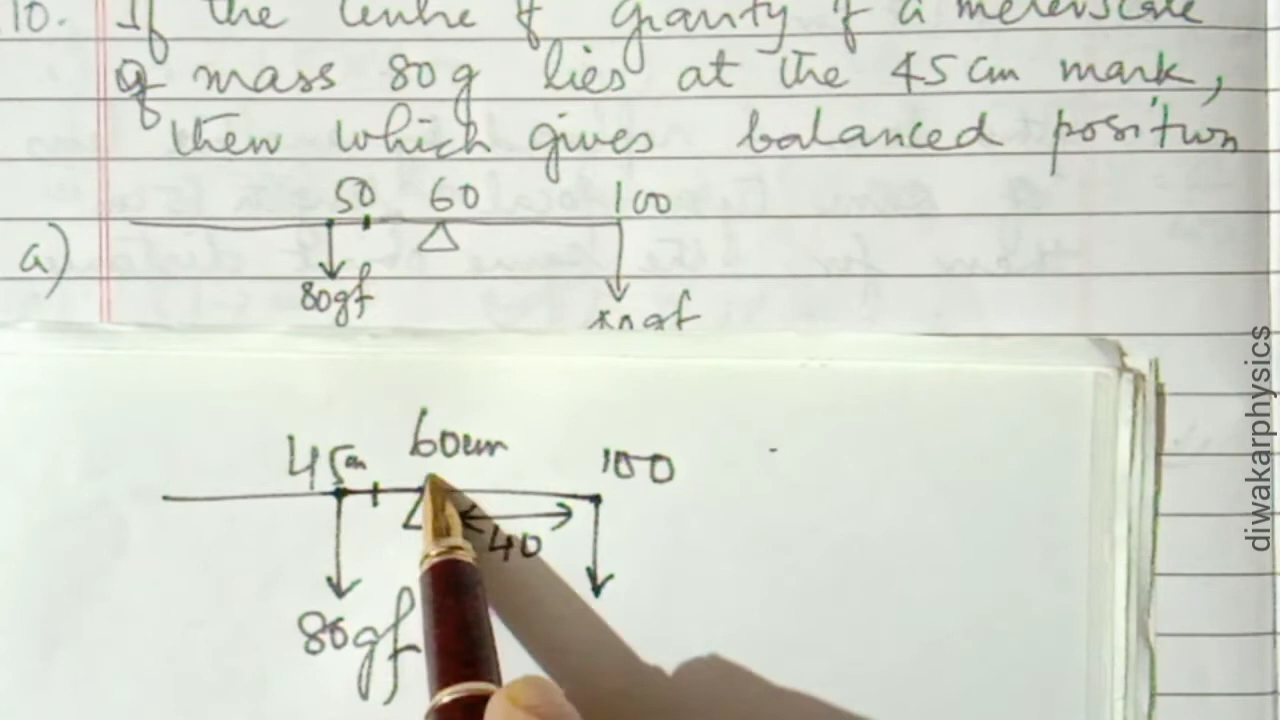 10. If the centre of gravity of a meterscale
of mass 80g lies at the 45cm mark,
then which gives balanced position
50 60 100
a)
80gf
45cm 60cm 100
40
80gf
diwakarphysics